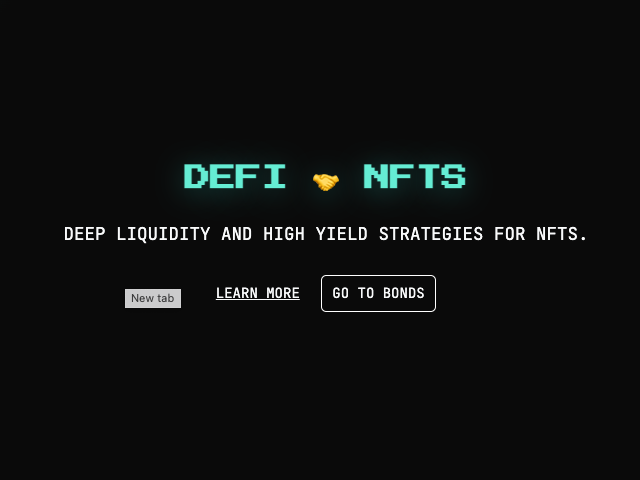 DEFI 🤝 NFTS
DEEP LIQUIDITY AND HIGH YIELD STRATEGIES FOR NFTS.
New tab
LEARN MORE
GO TO BONDS